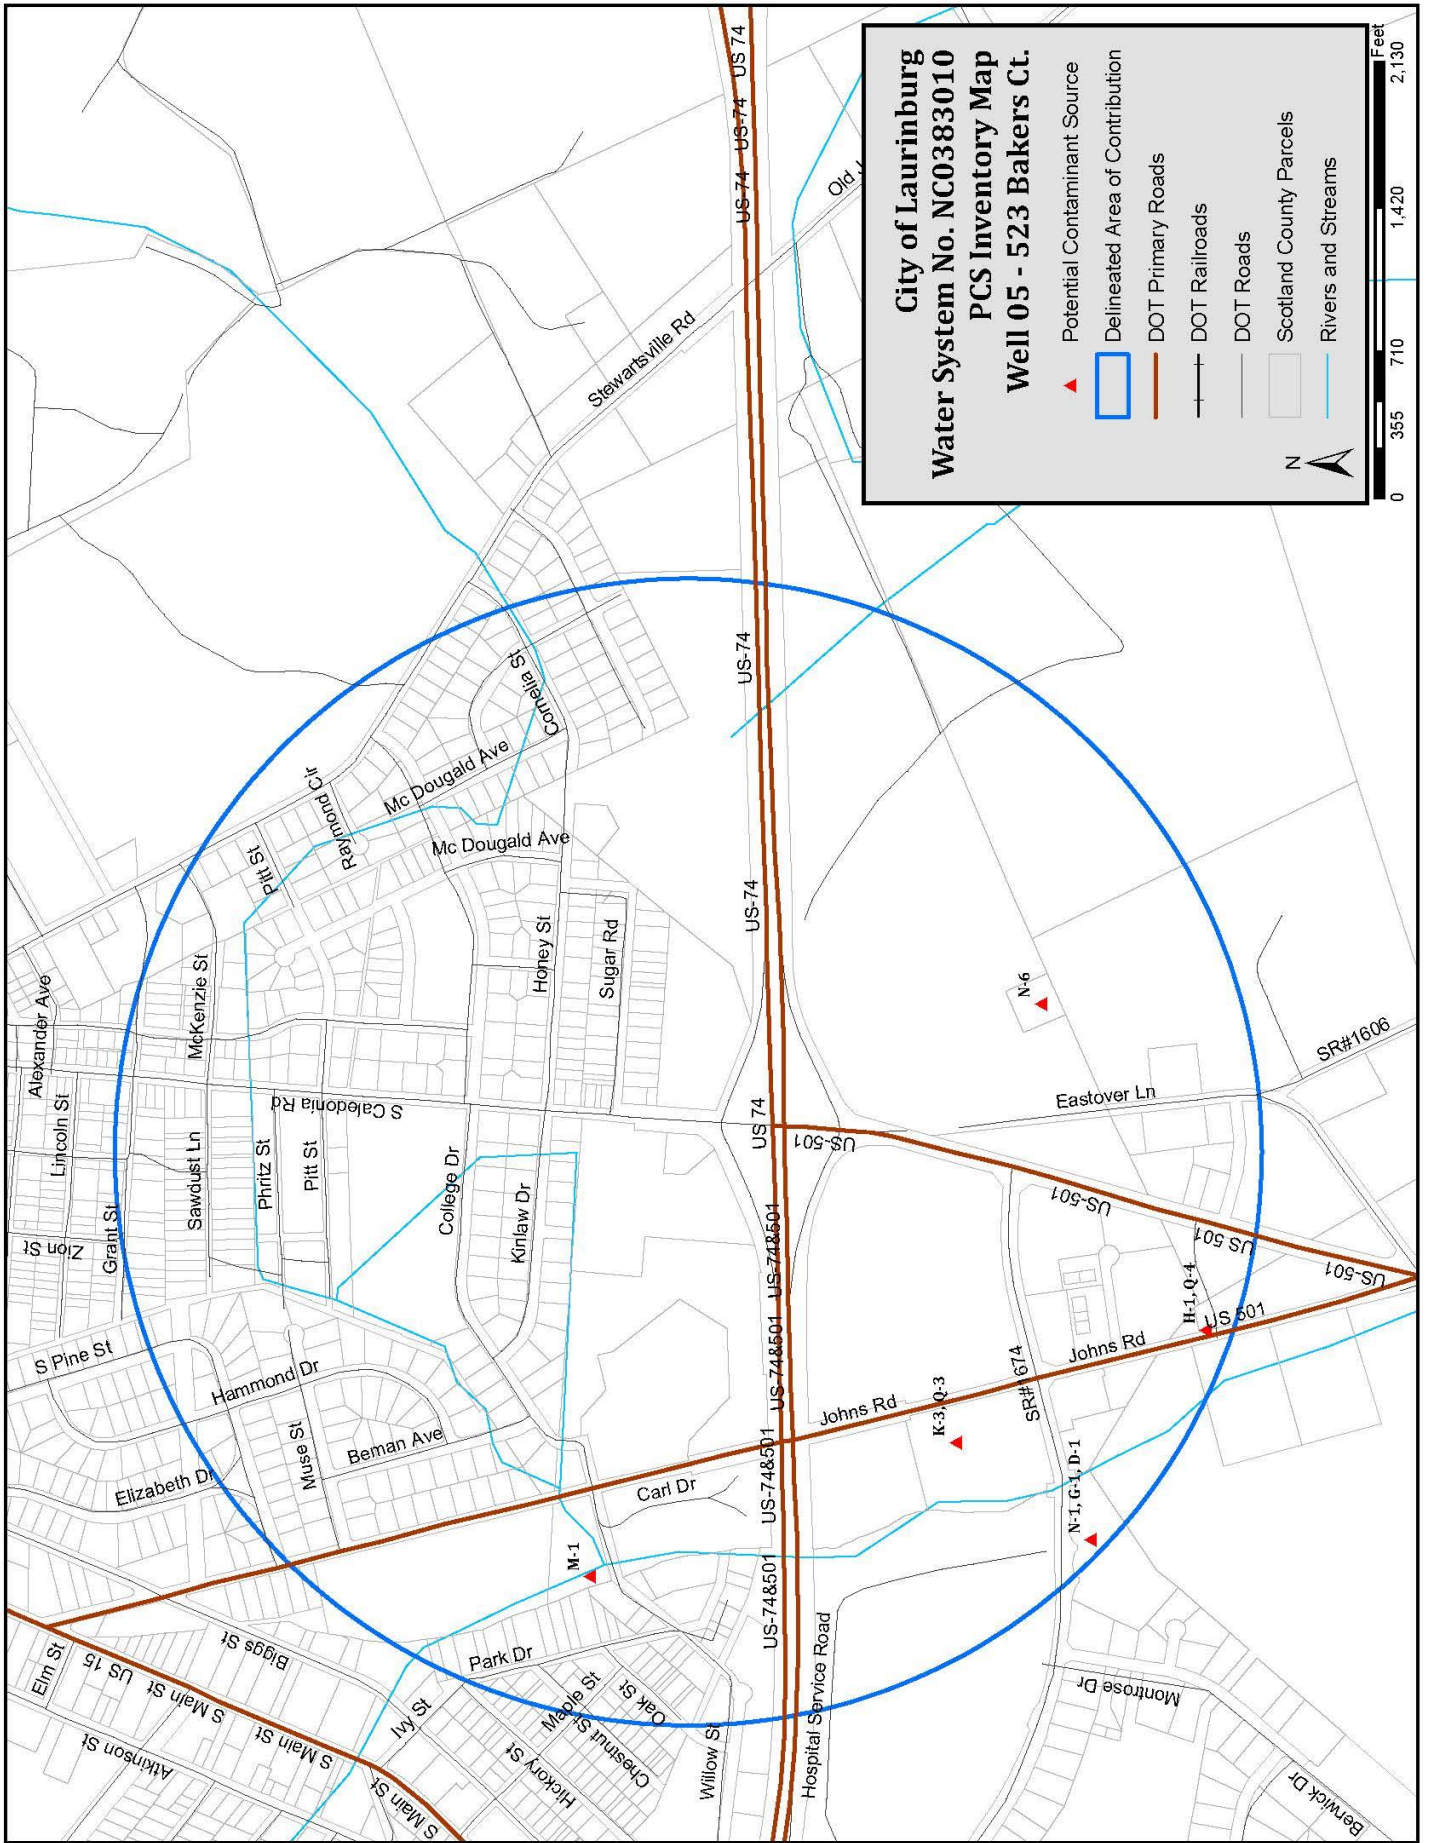 City of Laurinburg
Water System No. NC0383010
PCS Inventory Map
Well 05 - 523 Bakers Ct.
Potential Contaminant Source
Delineated Area of Contribution
DOT Primary Roads
DOT Railroads
DOT Roads
Scotland County Parcels
Rivers and Streams
N
0 355 710 1,420 2,130
Feet
Alexander Ave
Lincoln St
Zion St
Grant St
McKenzie St
Sawdust Ln
Phritz St
Pitt St
Pitt St
S Caledonia Rd
Raymond Cir
Mc Dougald Ave
Mc Dougald Ave
Cornelia St
Stewartsville Rd
Old J
Honey St
Sugar Rd
College Dr
Kinlaw Dr
S Pine St
Hammond Dr
Muse St
Beman Ave
Elizabeth Dr
Carl Dr
M-1
Elm St
US 15
S Main St
S Main St
S Main St
S Main St
Atkinson St
Biggs St
Ivy St
Park Dr
Maple St
Oak St
Chestnut St
Hickory St
Willow St
US-74&501
US-74&501
US 74&501
US-74&501
US 74
US-74
US-74
US-74
US-74
US 74
US-501
US-501
US 501
US-501
US 501
Hospital Service Road
Johns Rd
Johns Rd
SR#1674
K-3, Q-3
N-1, G-1, D-1
H-1, Q-4
N-6
Eastover Ln
SR#1606
Montrose Dr
Berwick Dr